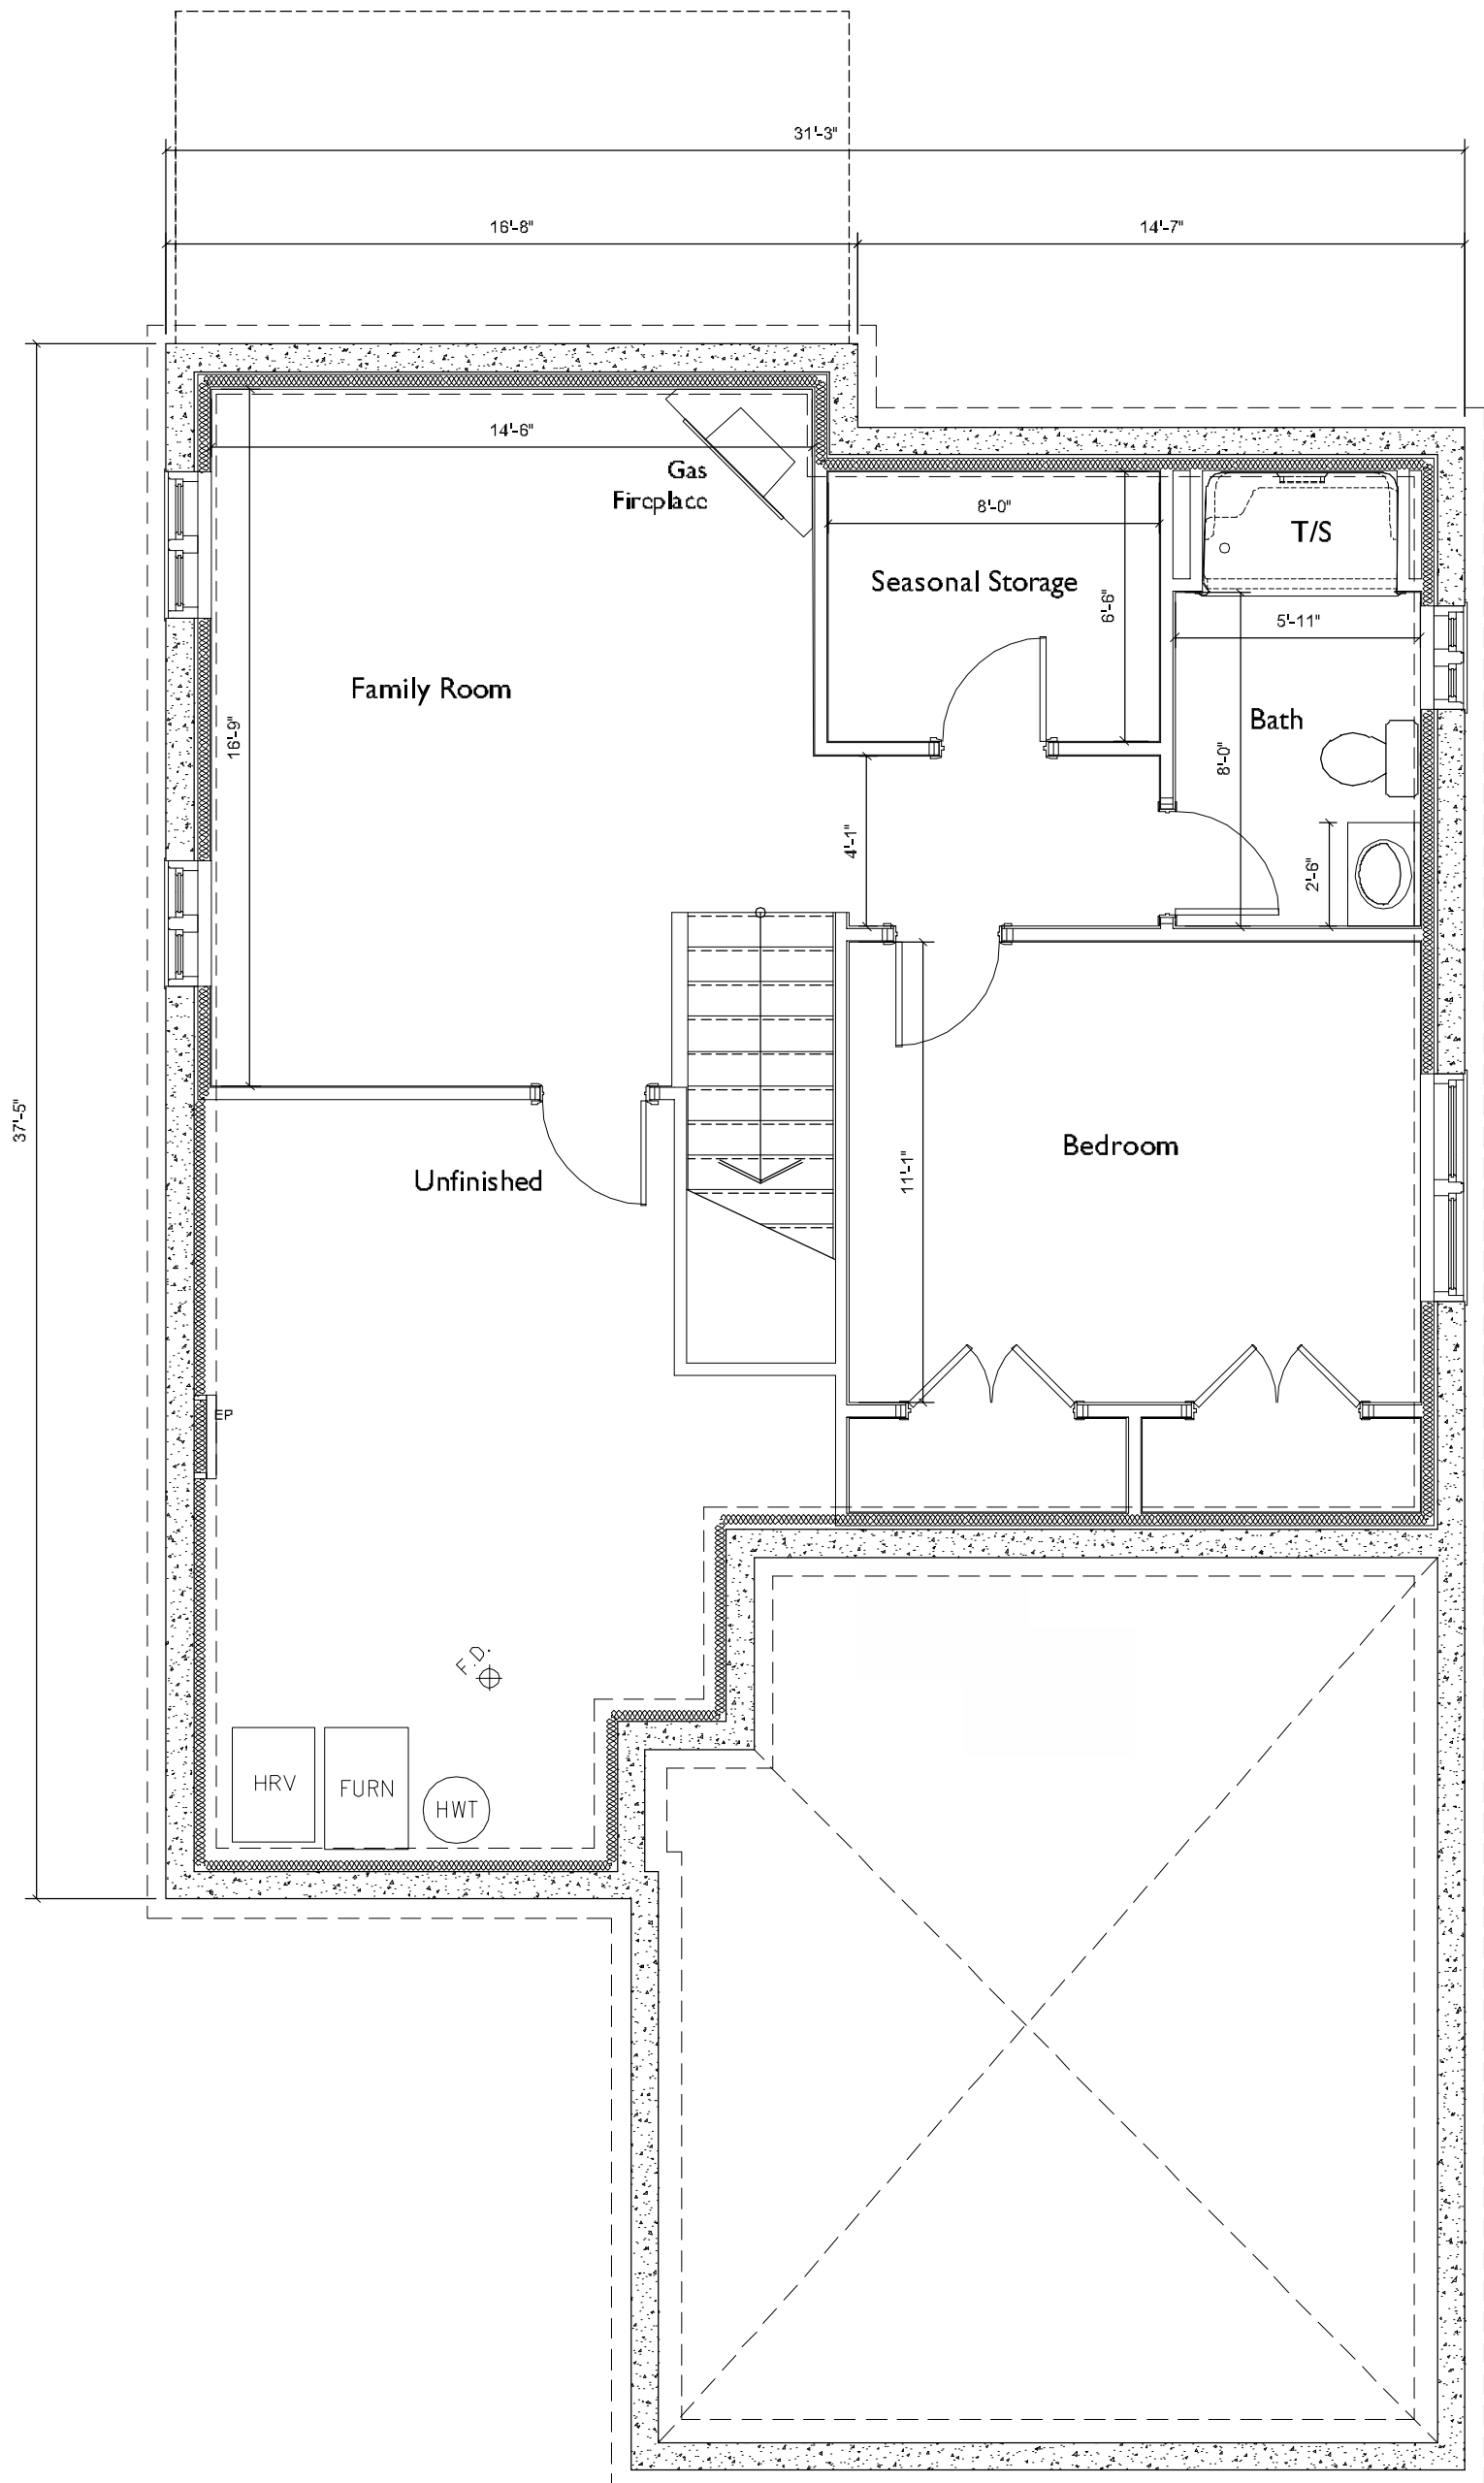 31'-3"
16'-8"
14'-7"
14'-6"
Gas
Fireplace
8'-0"
T/S
Seasonal Storage
6'-6"
5'-11"
Family Room
16'-9"
Bath
8'-0"
4'-1"
2'-6"
37'-5"
Bedroom
11'-1"
Unfinished
EP
F.D.
HRV
FURN
HWT